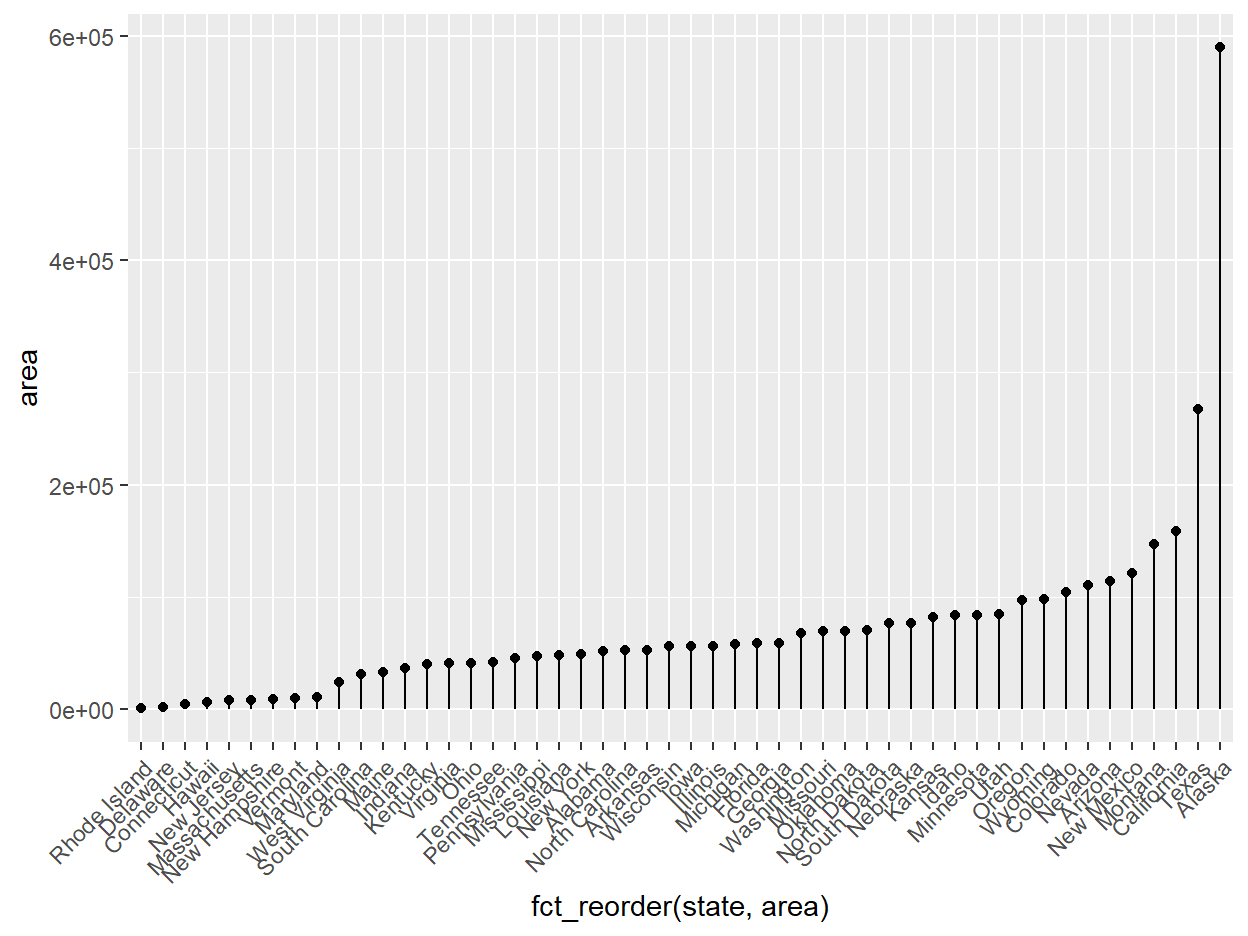 6e+05
4e+05
2e+05
0e+00
area
Rhode Island
Delaware
Connecticut
Hawaii
New Jersey
Massachusetts
New Hampshire
Vermont
Maryland
West Virginia
South Carolina
Maine
Indiana
Kentucky
Virginia
Ohio
Tennessee
Pennsylvania
Mississippi
Louisiana
New York
Alabama
North Carolina
Arkansas
Wisconsin
Iowa
Illinois
Michigan
Florida
Georgia
Washington
Missouri
Oklahoma
North Dakota
South Dakota
Nebraska
Kansas
Idaho
Minnesota
Utah
Oregon
Wyoming
Colorado
Nevada
Arizona
New Mexico
Montana
California
Texas
Alaska
fct_reorder(state, area)